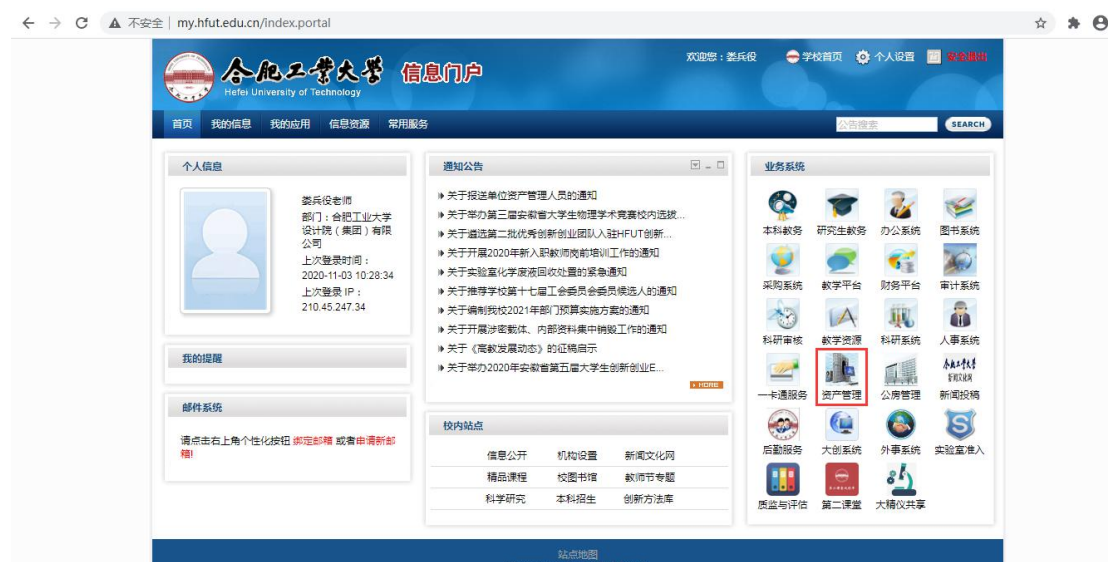 不安全 | my.hfut.edu.cn/index.portal
合肥工业大学 信息门户
Hefei University of Technology
欢迎您：娄兵役 学校首页 个人设置 安全退出
首页 我的信息 我的应用 信息资源 常用服务
公告搜索 SEARCH
个人信息
娄兵役老师
部门：合肥工业大学
设计院（集团）有限
公司
上次登录时间：
2020-11-03 10:28:34
上次登录 IP：
210.45.247.34
我的提醒
邮件系统
请点击右上角个性化按钮 绑定邮箱 或者申请新邮
箱!
通知公告
关于报送单位资产管理人员的通知
关于举办第三届安徽省大学生物理学术竞赛校内选拔...
关于遴选第二批优秀创新创业团队入驻HFUT创新...
关于开展2020年新入职教师岗前培训工作的通知
关于实验室化学废液回收处置的紧急通知
关于推荐学校第十七届工会委员会委员候选人的通知
关于编制我校2021年部门预算实施方案的通知
关于开展涉密载体、内部资料集中销毁工作的通知
关于《高教发展动态》的征稿启示
关于举办2020年安徽省第五届大学生创新创业E...
MORE
校内站点
信息公开 机构设置 新闻文化网
精品课程 校图书馆 教师节专题
科学研究 本科招生 创新方法库
业务系统
本科教务 研究生教务 办公系统 图书系统
采购系统 教学平台 财务平台 审计系统
科研审核 教学资源 科研系统 人事系统
合肥工业大学
新闻文化网
一卡通服务 资产管理 公房管理 新闻投稿
后勤服务 大创系统 外事系统 实验室准入
质监与评估 第二课堂 大精仪共享
站点地图